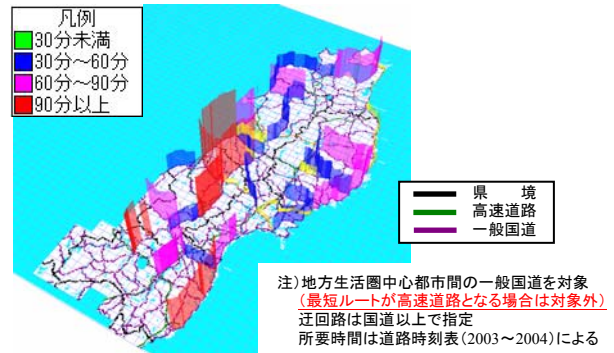 凡例
30分未満
30分～60分
60分～90分
90分以上
県　　境
高速道路
一般国道
注）地方生活圏中心都市間の一般国道を対象
（最短ルートが高速道路となる場合は対象外）
迂回路は国道以上で指定
所要時間は道路時刻表（2003～2004）による